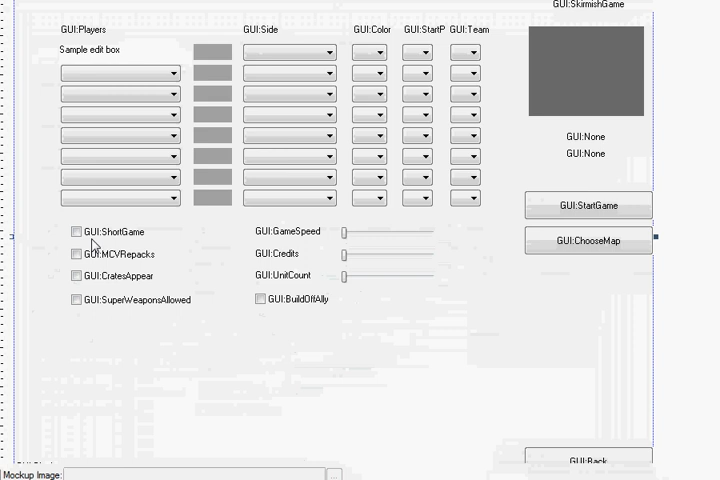 GUI:SkirmishGame
GUI:Players GUI:Side GUI:Color GUI:StartP GUI:Team
Sample edit box
GUI:None
GUI:None
GUI:StartGame
GUI:ShortGame GUI:GameSpeed
GUI:ChooseMap
GUI:MCVRepacks GUI:Credits
GUI:CratesAppear GUI:UnitCount
GUI:SuperWeaponsAllowed GUI:BuildOffAlly
GUI:Back
Mockup Image: ...